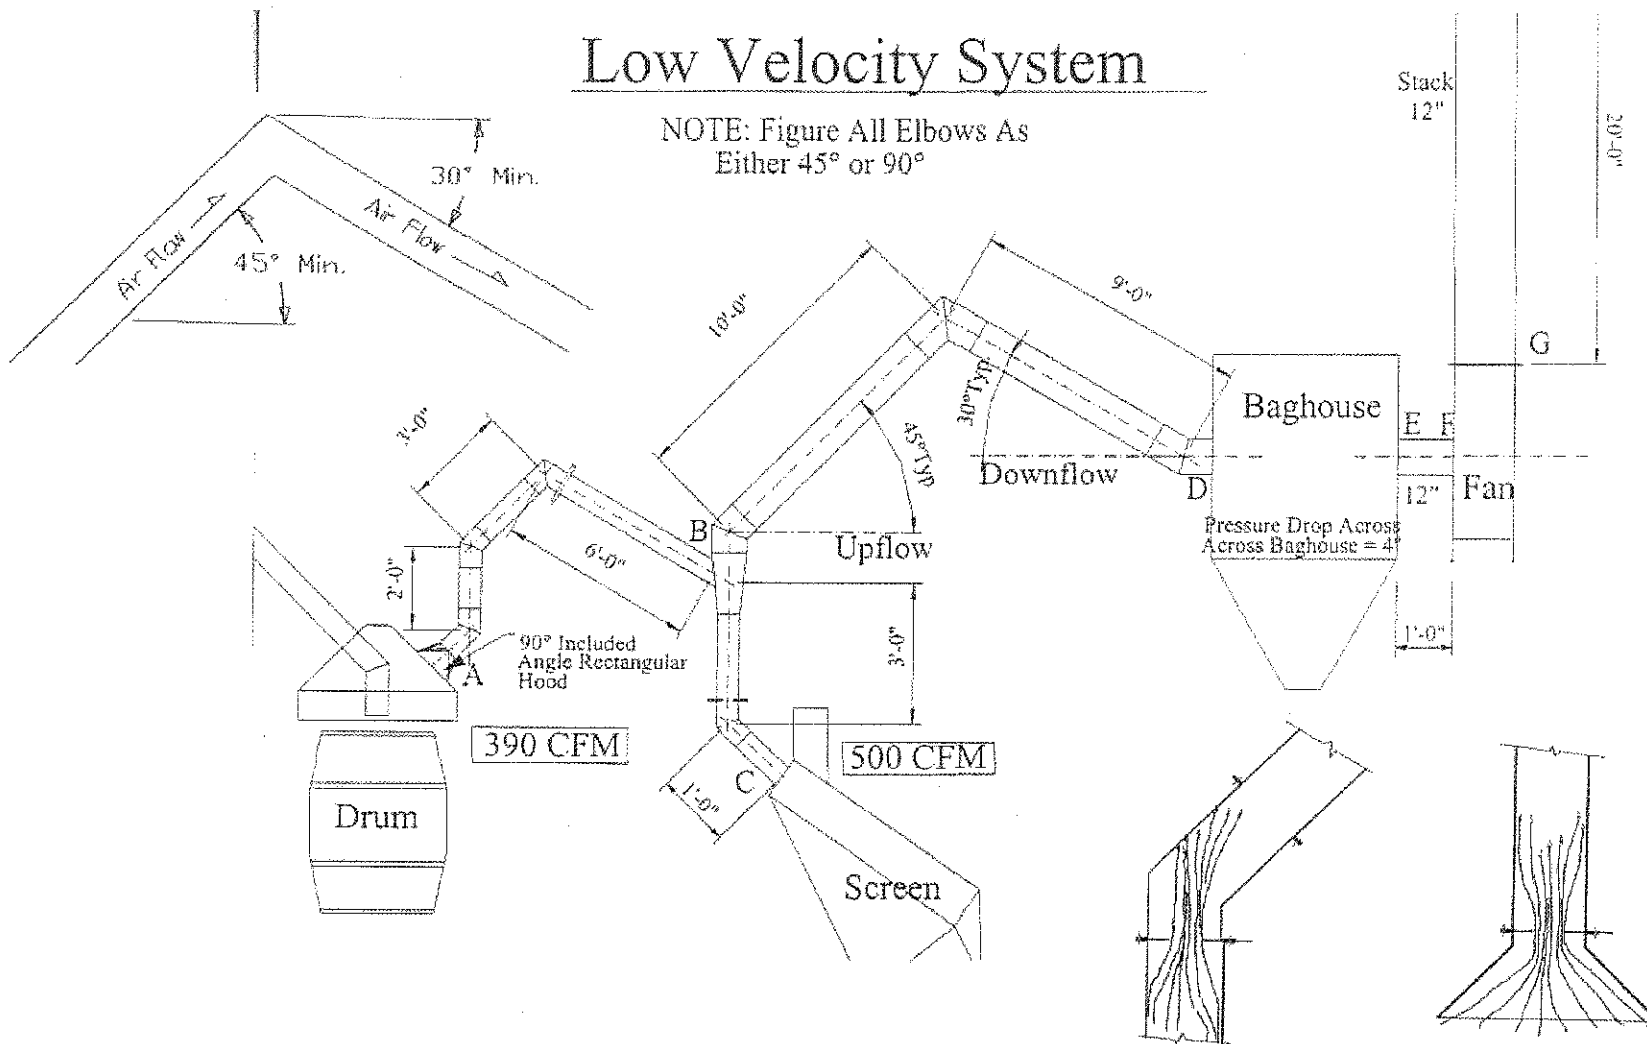 Low Velocity System
NOTE: Figure All Elbows As
Either 45° or 90°
Stack
12"
20'-0"
30° Min.
Air Flow
Air Flow
45° Min.
10'-0"
9'-0"
G
30°Typ.
Baghouse
E F
3'-0"
45°Typ
Downflow
D
12"
Fan
B
Upflow
Pressure Drop Across
Across Baghouse = 4"
6'-0"
2'-0"
3'-0"
1'-0"
90° Included
Angle Rectangular
Hood
A
390 CFM
500 CFM
C
1'-0"
Drum
Screen